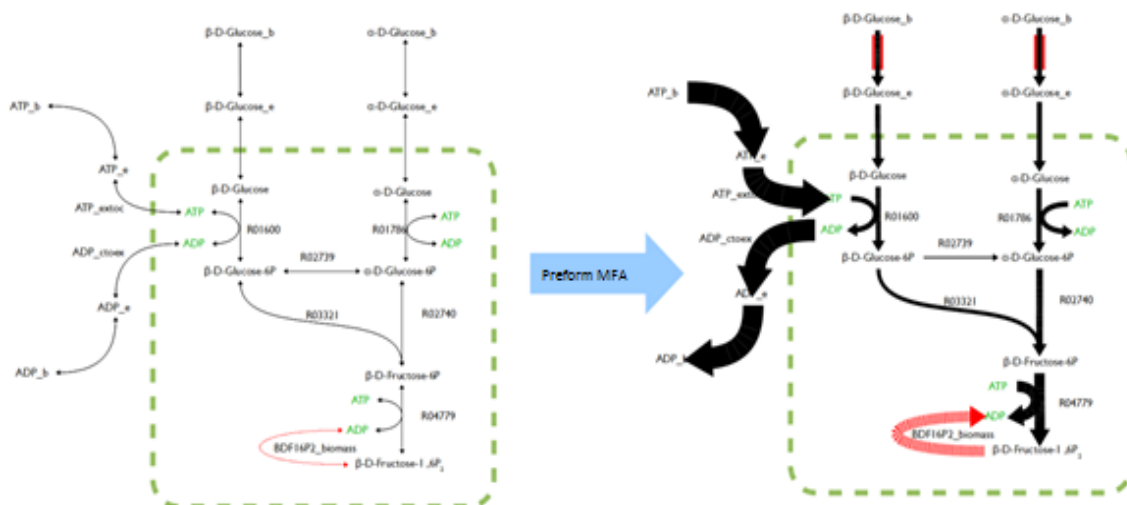 β-D-Glucose_b
α-D-Glucose_b
β-D-Glucose_e
α-D-Glucose_e
ATP_b
ATP_e
β-D-Glucose
α-D-Glucose
ATP_extoc
ATP
ATP
R01600
R01786
ADP
ADP
ADP_ctoex
R02739
β-D-Glucose-6P
α-D-Glucose-6P
ADP_e
R03321
R02740
ADP_b
β-D-Fructose-6P
ATP
R04779
ADP
BDF16P2_biomass
β-D-Fructose-1 ,6P2
Preform MFA
β-D-Glucose_b
α-D-Glucose_b
ATP_b
β-D-Glucose_e
α-D-Glucose_e
ATP_e
β-D-Glucose
α-D-Glucose
ATP_extoc
ATP
ATP
R01600
R01786
ADP
ADP
ADP_ctoex
R02739
β-D-Glucose-6P
α-D-Glucose-6P
ADP_e
R03321
R02740
β-D-Fructose-6P
ATP
R04779
ADP
BDF16P2_biomass
β-D-Fructose-1 ,6P2